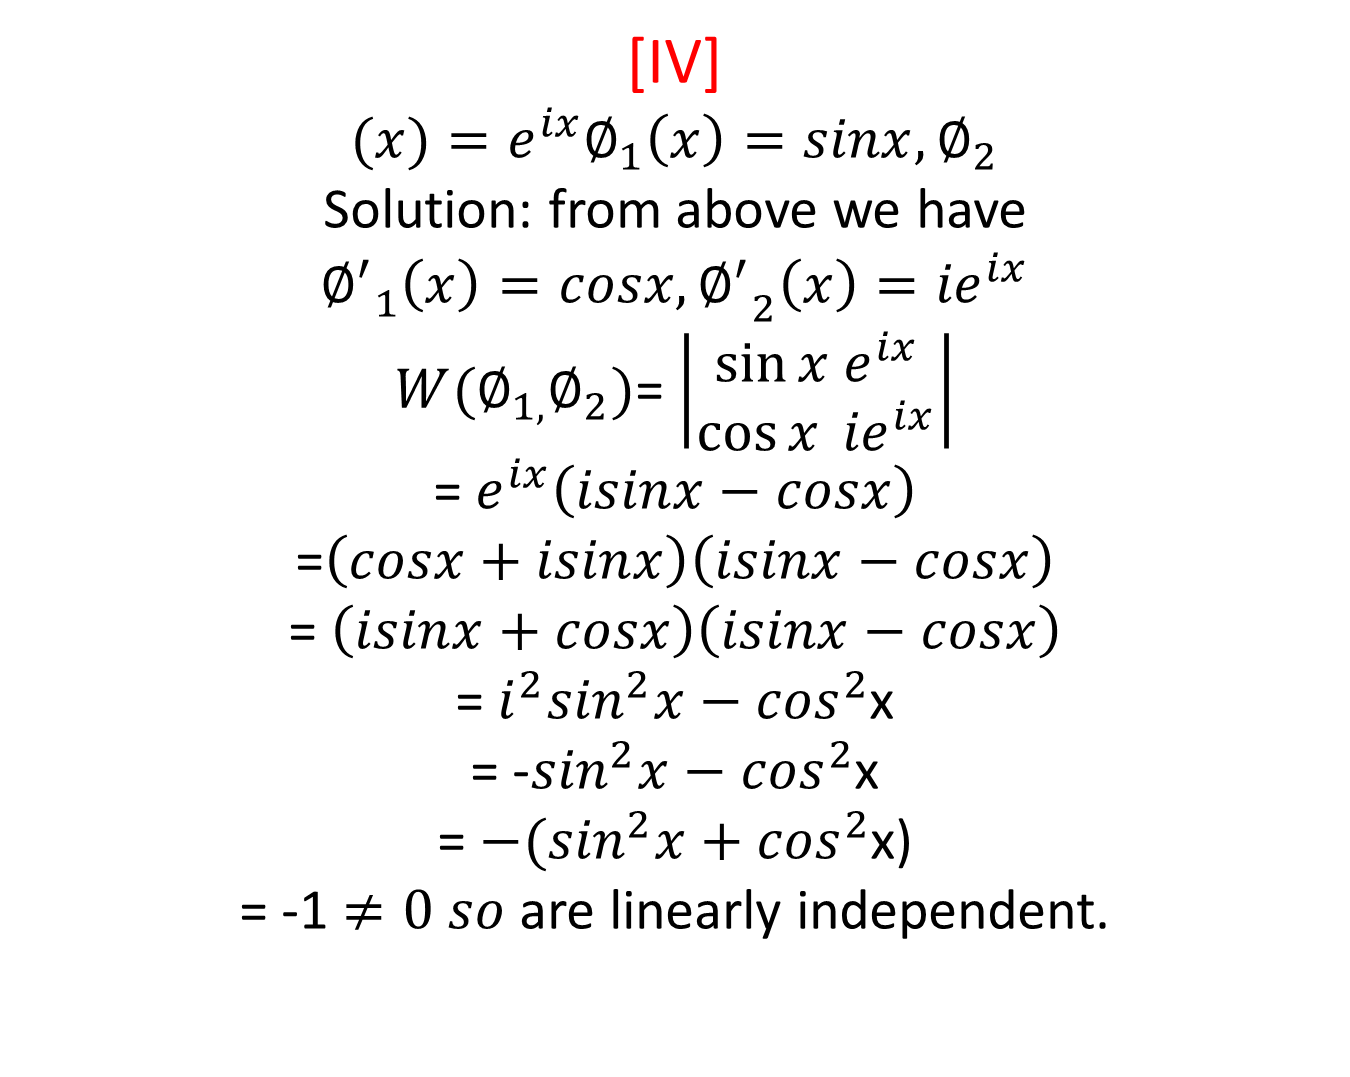 [IV]
(x) = e^{ix}∅₁(x) = sinx, ∅₂
Solution: from above we have
∅′₁(x) = cosx, ∅′₂(x) = ie^{ix}
W(∅₁,∅₂)= | sin x e^{ix} |
| cos x ie^{ix} |
= e^{ix}(isinx − cosx)
=(cosx + isinx)(isinx − cosx)
= (isinx + cosx)(isinx − cosx)
= i²sin²x − cos²x
= -sin²x − cos²x
= −(sin²x + cos²x)
= -1 ≠ 0 so are linearly independent.